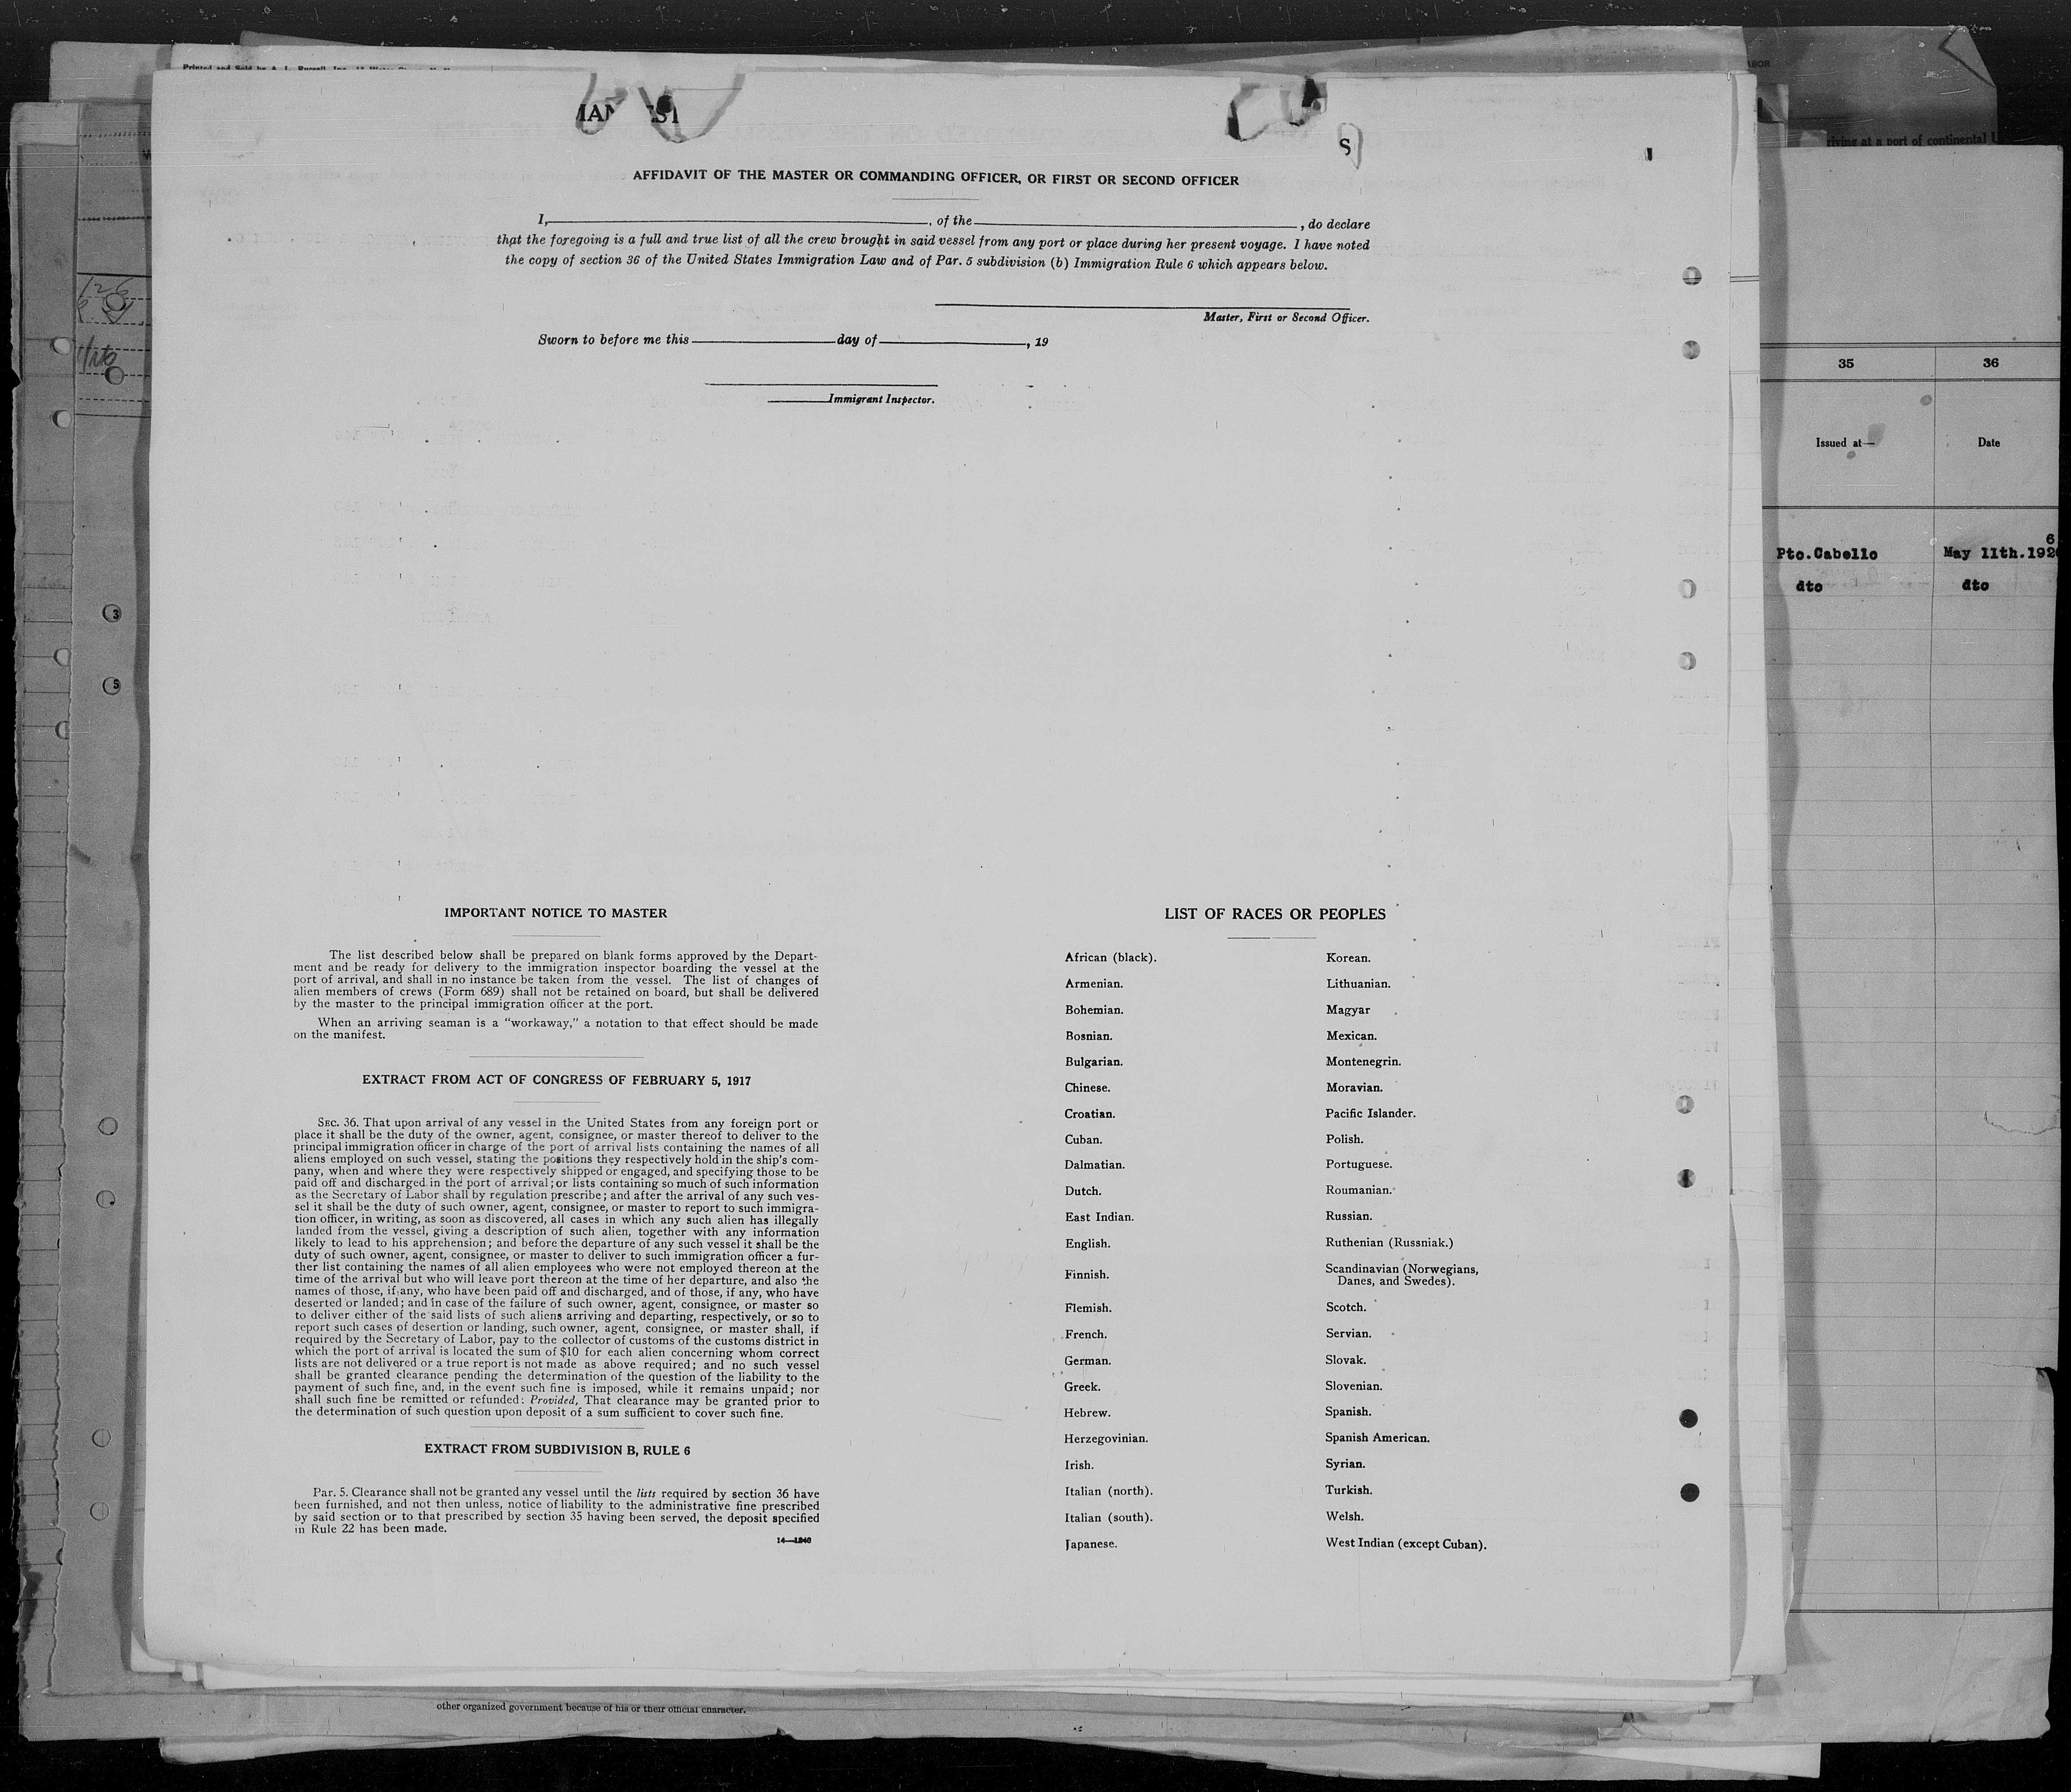 AFFIDAVIT OF THE MASTER OR COMMANDING OFFICER, OR FIRST OR SECOND OFFICER
I, , of the , do declare
that the foregoing is a full and true list of all the crew brought in said vessel from any port or place during her present voyage. I have noted
the copy of section 36 of the United States Immigration Law and of Par. 5 subdivision (b) Immigration Rule 6 which appears below.
Master, First or Second Officer.
Sworn to before me this day of , 19
Immigrant Inspector.
IMPORTANT NOTICE TO MASTER
The list described below shall be prepared on blank forms approved by the Depart-
ment and be ready for delivery to the immigration inspector boarding the vessel at the
port of arrival, and shall in no instance be taken from the vessel. The list of changes of
alien members of crews (Form 689) shall not be retained on board, but shall be delivered
by the master to the principal immigration officer at the port.
When an arriving seaman is a "workaway," a notation to that effect should be made
on the manifest.
EXTRACT FROM ACT OF CONGRESS OF FEBRUARY 5, 1917
SEC. 36. That upon arrival of any vessel in the United States from any foreign port or
place it shall be the duty of the owner, agent, consignee, or master thereof to deliver to the
principal immigration officer in charge of the port of arrival lists containing the names of all
aliens employed on such vessel, stating the positions they respectively hold in the ship's com-
pany, when and where they were respectively shipped or engaged, and specifying those to be
paid off and discharged in the port of arrival; or lists containing so much of such information
as the Secretary of Labor shall by regulation prescribe; and after the arrival of any such ves-
sel it shall be the duty of such owner, agent, consignee, or master to report to such immigra-
tion officer, in writing, as soon as discovered, all cases in which any such alien has illegally
landed from the vessel, giving a description of such alien, together with any information
likely to lead to his apprehension; and before the departure of any such vessel it shall be the
duty of such owner, agent, consignee, or master to deliver to such immigration officer a fur-
ther list containing the names of all alien employees who were not employed thereon at the
time of the arrival but who will leave port thereon at the time of her departure, and also the
names of those, if any, who have been paid off and discharged, and of those, if any, who have
deserted or landed; and in case of the failure of such owner, agent, consignee, or master so
to deliver either of the said lists of such aliens arriving and departing, respectively, or so to
report such cases of desertion or landing, such owner, agent, consignee, or master shall, if
required by the Secretary of Labor, pay to the collector of customs of the customs district in
which the port of arrival is located the sum of $10 for each alien concerning whom correct
lists are not delivered or a true report is not made as above required; and no such vessel
shall be granted clearance pending the determination of the question of the liability to the
payment of such fine, and, in the event such fine is imposed, while it remains unpaid; nor
shall such fine be remitted or refunded: Provided, That clearance may be granted prior to
the determination of such question upon deposit of a sum sufficient to cover such fine.
EXTRACT FROM SUBDIVISION B, RULE 6
Par. 5. Clearance shall not be granted any vessel until the lists required by section 36 have
been furnished, and not then unless, notice of liability to the administrative fine prescribed
by said section or to that prescribed by section 35 having been served, the deposit specified
in Rule 22 has been made.
14—1240
LIST OF RACES OR PEOPLES
African (black).
Armenian.
Bohemian.
Bosnian.
Bulgarian.
Chinese.
Croatian.
Cuban.
Dalmatian.
Dutch.
East Indian.
English.
Finnish.
Flemish.
French.
German.
Greek.
Hebrew.
Herzegovinian.
Irish.
Italian (north).
Italian (south).
Japanese.
Korean.
Lithuanian.
Magyar
Mexican.
Montenegrin.
Moravian.
Pacific Islander.
Polish.
Portuguese.
Roumanian.
Russian.
Ruthenian (Russniak.)
Scandinavian (Norwegians,
Danes, and Swedes).
Scotch.
Servian.
Slovak.
Slovenian.
Spanish.
Spanish American.
Syrian.
Turkish.
Welsh.
West Indian (except Cuban).
riving at a port of continental
35 36
Issued at— Date
6
Pto.Cabello May 11th.192
dto dto
3
5
other organized government because of his or their official character.